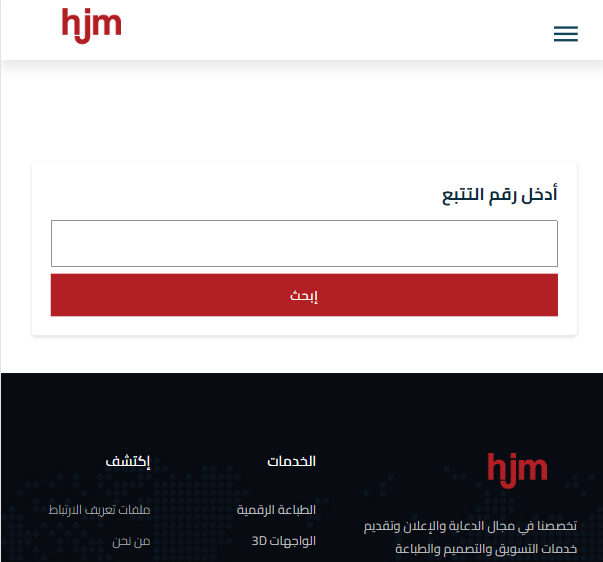 hjm
أدخل رقم التتبع
إبحث
hjm
تخصصنا في مجال الدعاية والإعلان وتقديم
خدمات التسويق والتصميم والطباعة
الخدمات
الطباعة الرقمية
الواجهات 3D
إكتشف
ملفات تعريف الارتباط
من نحن